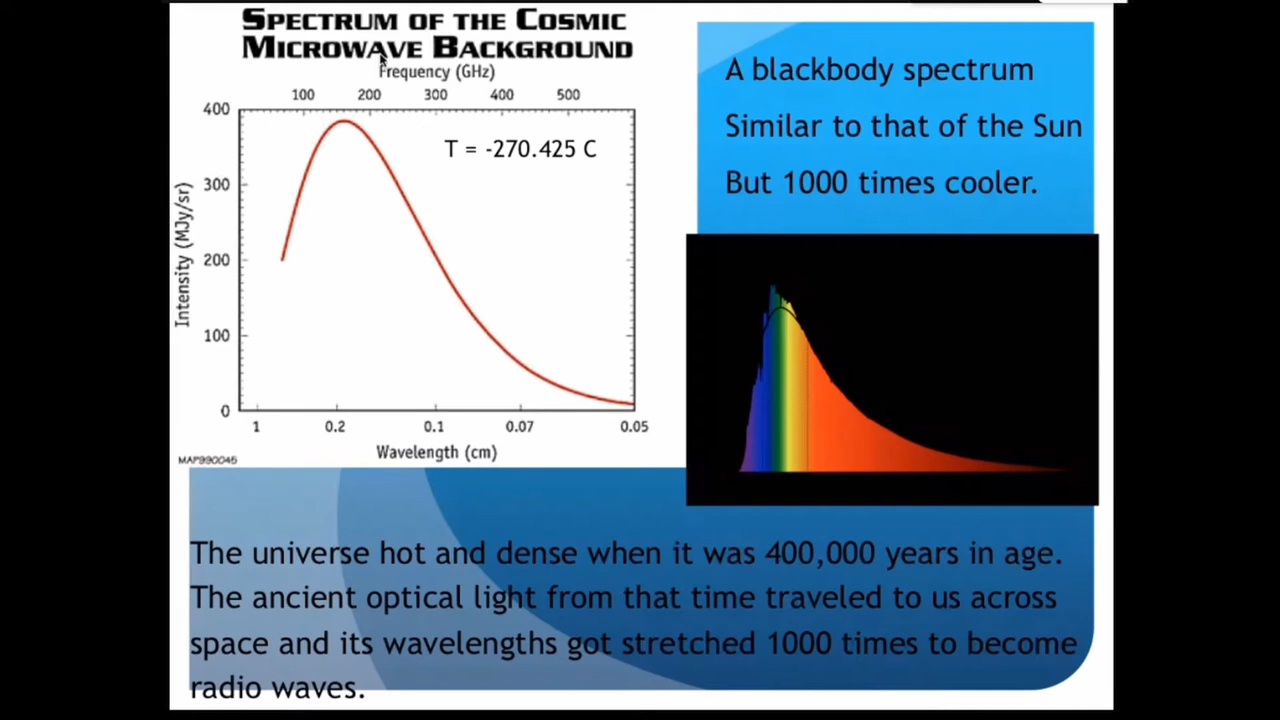 SPECTRUM OF THE COSMIC
MICROWAVE BACKGROUND
Frequency (GHz)
100 200 300 400 500
400
300
200
100
0
T = -270.425 C
Intensity (MJy/sr)
1 0.2 0.1 0.07 0.05
Wavelength (cm)
MAP990045
A blackbody spectrum
Similar to that of the Sun
But 1000 times cooler.
The universe hot and dense when it was 400,000 years in age.
The ancient optical light from that time traveled to us across
space and its wavelengths got stretched 1000 times to become
radio waves.